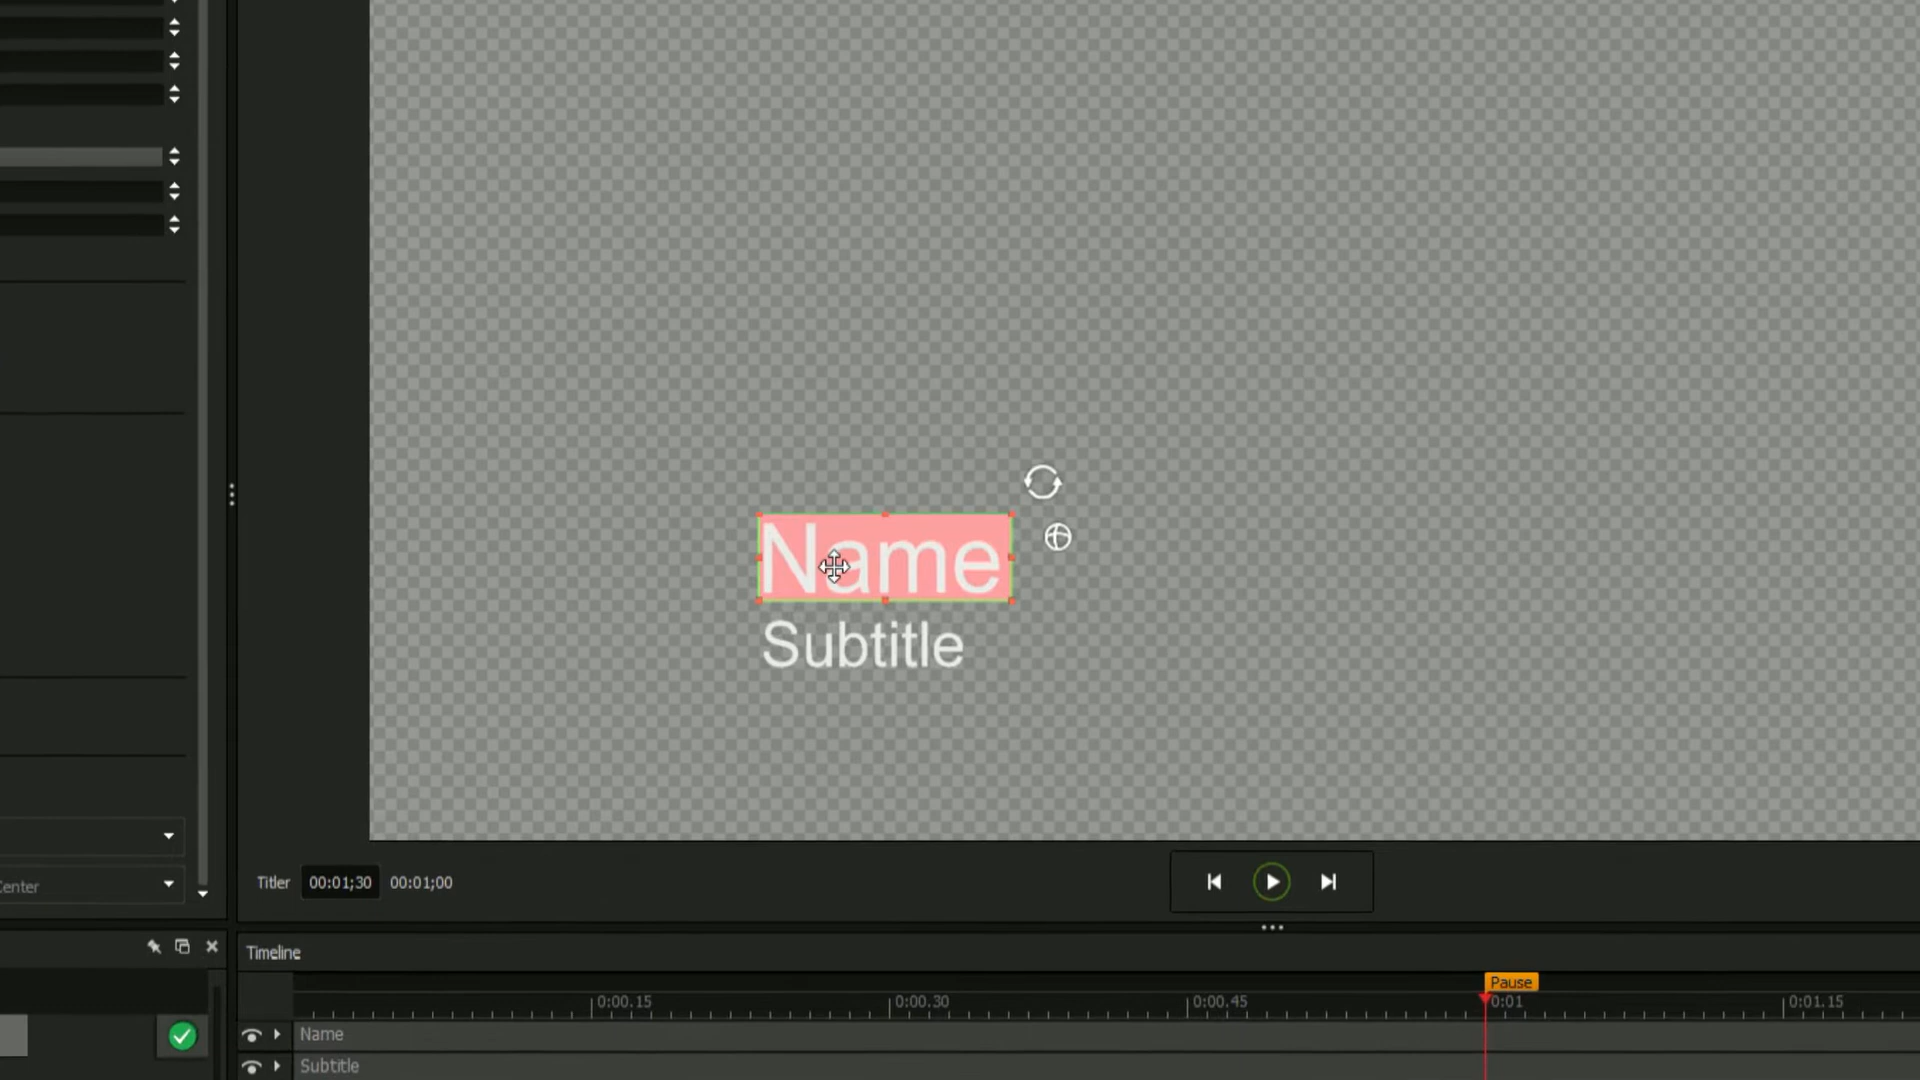 Name
Subtitle
enter
Titler 00:01;30 00:01;00
Timeline
Pause
0:00.15 0:00.30 0:00.45 0:01 0:01.15
Name
Subtitle